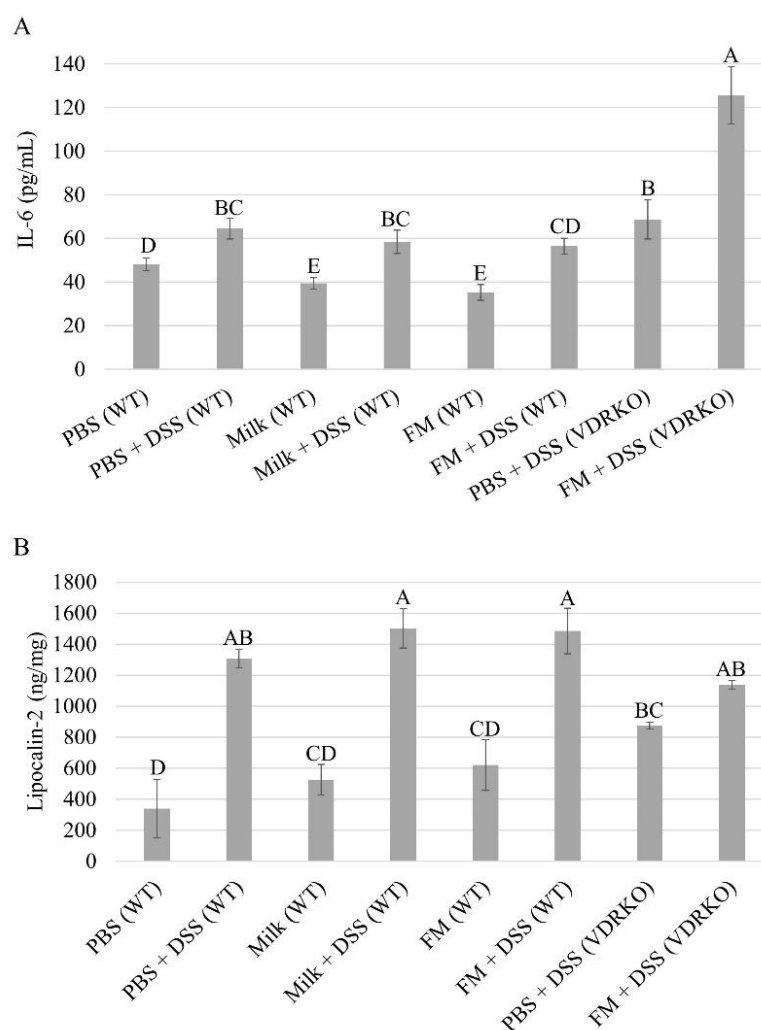 A
IL-6 (pg/mL)
140
120
100
80
60
40
20
0
D
BC
E
BC
E
CD
B
A
PBS (WT)
PBS + DSS (WT)
Milk (WT)
Milk + DSS (WT)
FM (WT)
FM + DSS (WT)
PBS + DSS (VDRKO)
FM + DSS (VDRKO)
B
Lipocalin-2 (ng/mg)
1800
1600
1400
1200
1000
800
600
400
200
0
D
AB
CD
A
CD
A
BC
AB
PBS (WT)
PBS + DSS (WT)
Milk (WT)
Milk + DSS (WT)
FM (WT)
FM + DSS (WT)
PBS + DSS (VDRKO)
FM + DSS (VDRKO)